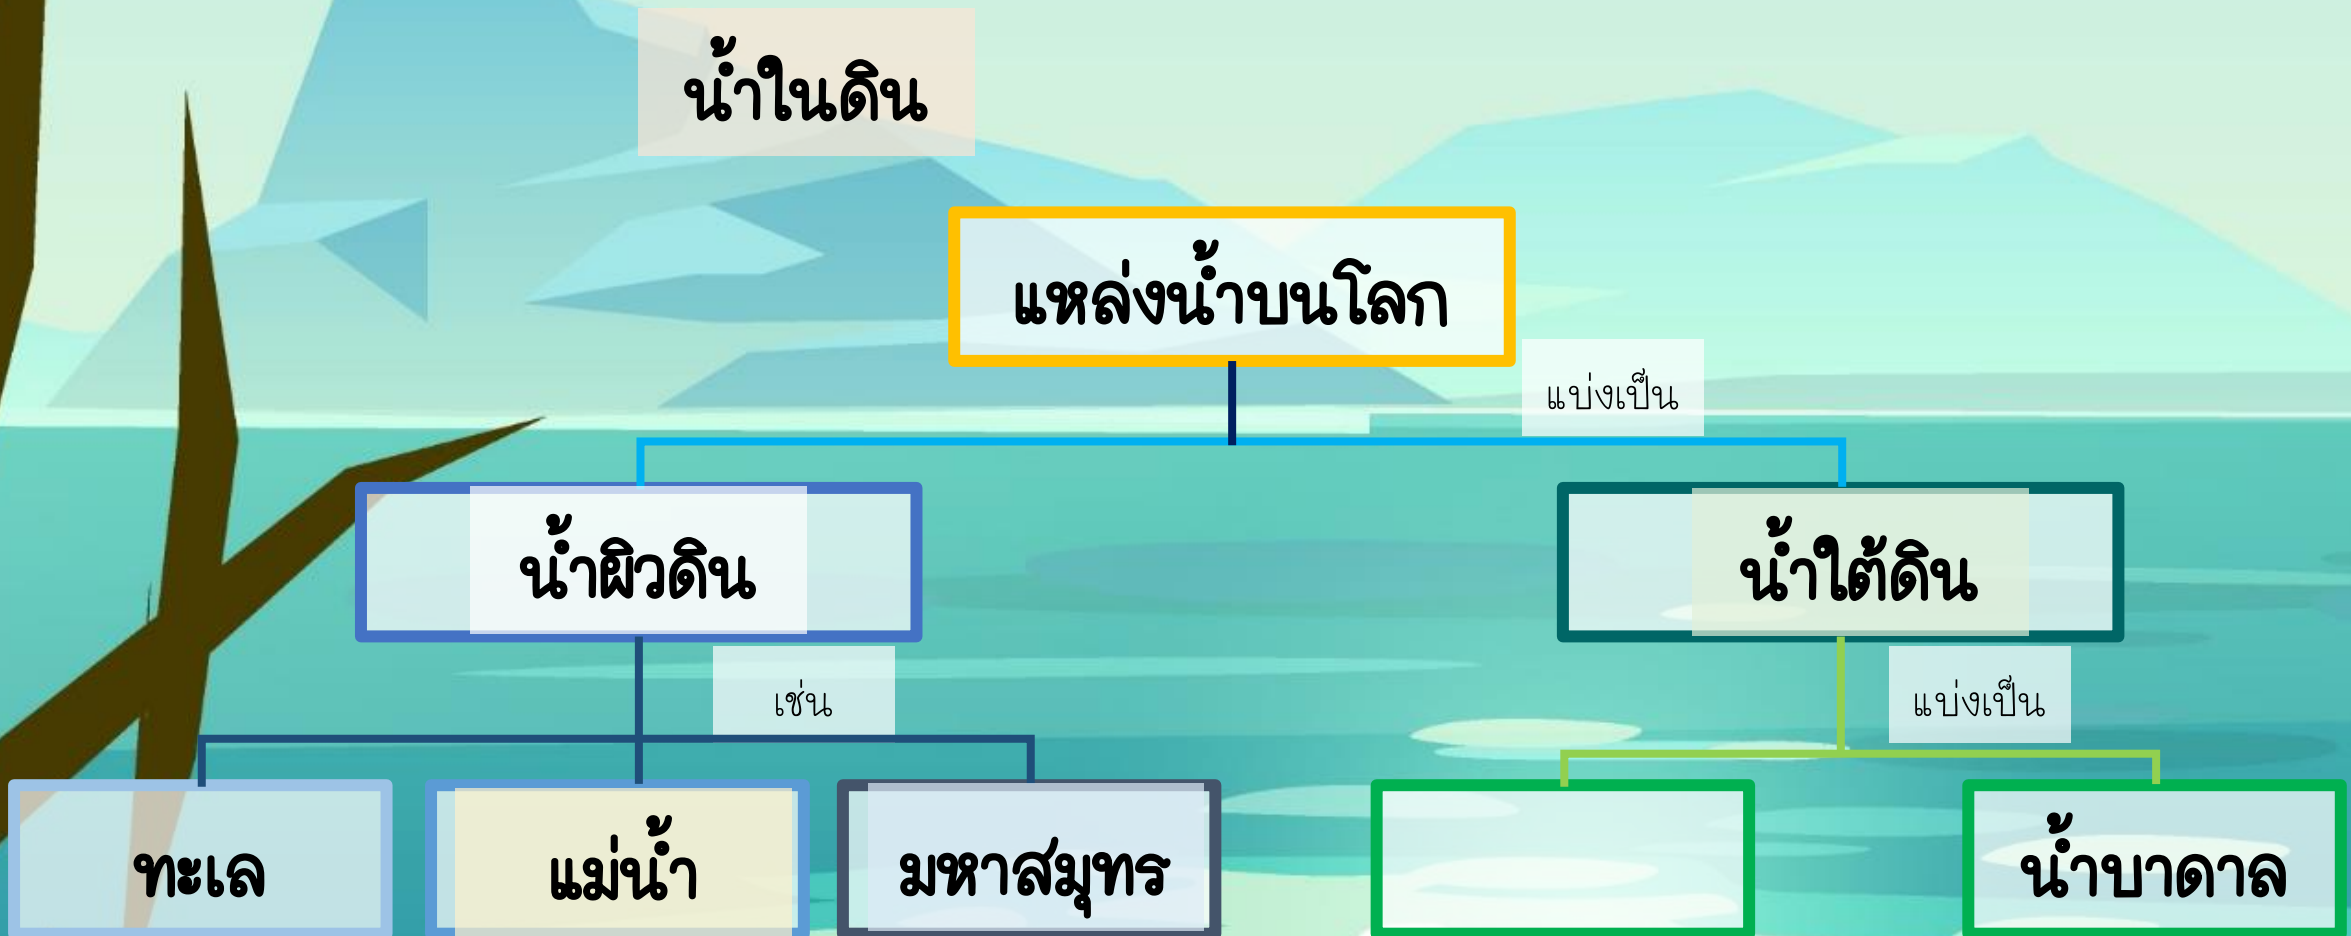 น้ำในดิน
แหล่งน้ำบนโลก
แบ่งเป็น
น้ำผิวดิน
น้ำใต้ดิน
เช่น
แบ่งเป็น
ทะเล
แม่น้ำ
มหาสมุทร
น้ำบาดาล